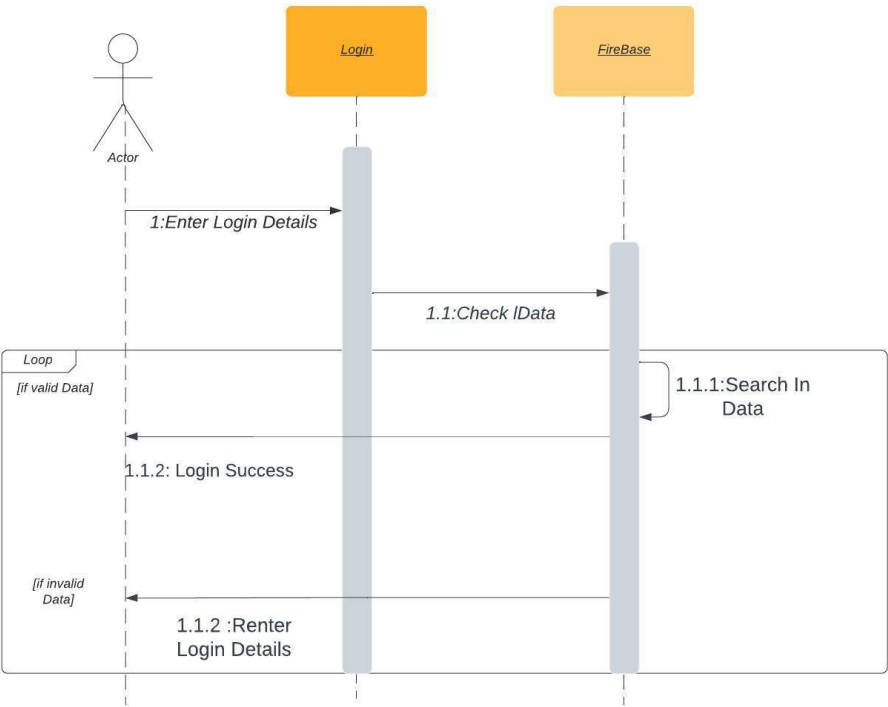 Login
FireBase
Actor
1:Enter Login Details
1.1:Check lData
Loop
[if valid Data]
1.1.1:Search In
Data
1.1.2: Login Success
[if invalid
Data]
1.1.2 :Renter
Login Details